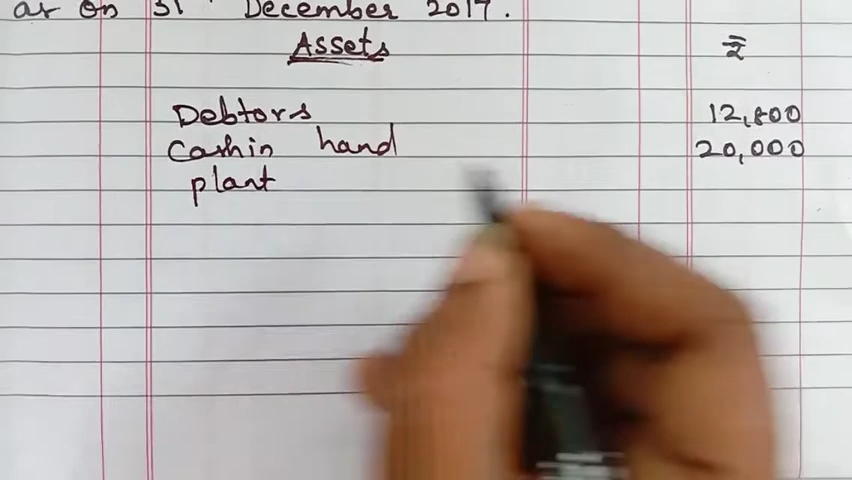 as on 31 December 2017.
Assets ₹
Debtors 12,800
Cash in hand 20,000
plant